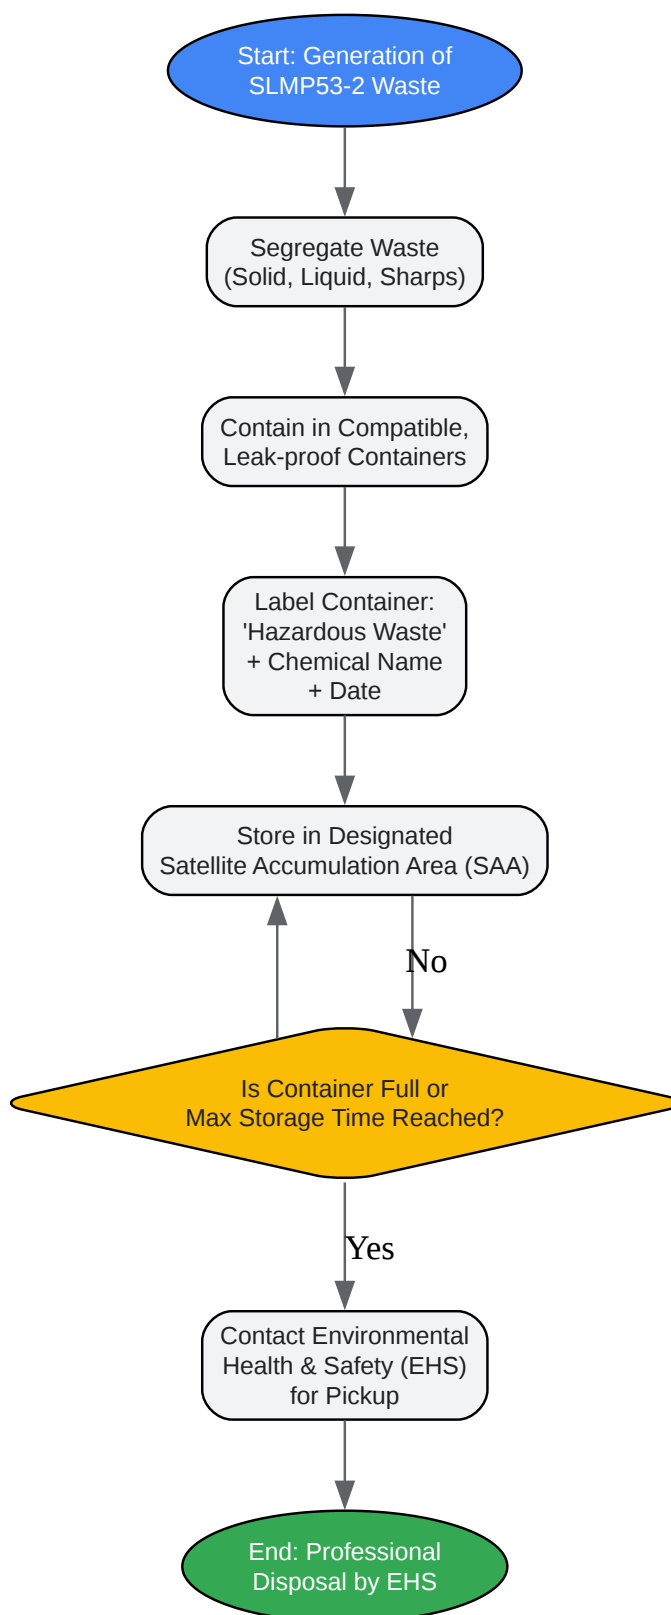 Start: Generation of
SLMP53-2 Waste
Segregate Waste
(Solid, Liquid, Sharps)
Contain in Compatible,
Leak-proof Containers
Label Container:
'Hazardous Waste'
+ Chemical Name
+ Date
Store in Designated
Satellite Accumulation Area (SAA)
No
Is Container Full or
Max Storage Time Reached?
Yes
Contact Environmental
Health & Safety (EHS)
for Pickup
End: Professional
Disposal by EHS